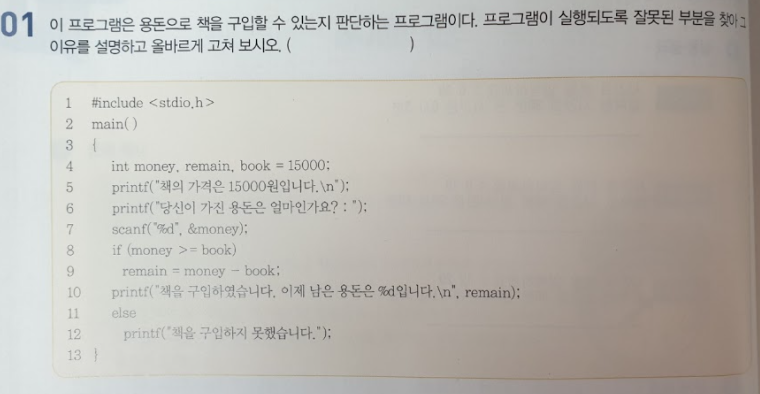 01 이 프로그램은 용돈으로 책을 구입할 수 있는지 판단하는 프로그램이다. 프로그램이 실행되도록 잘못된 부분을 찾아 그
이유를 설명하고 올바르게 고쳐 보시오. ( )
1 #include <stdio.h>
2 main( )
3 {
4 int money, remain, book = 15000;
5 printf("책의 가격은 15000원입니다.\n");
6 printf("당신이 가진 용돈은 얼마인가요? : ");
7 scanf("%d", &money);
8 if (money >= book)
9 remain = money - book;
10 printf("책을 구입하였습니다. 이제 남은 용돈은 %d입니다.\n", remain);
11 else
12 printf("책을 구입하지 못했습니다.");
13 }